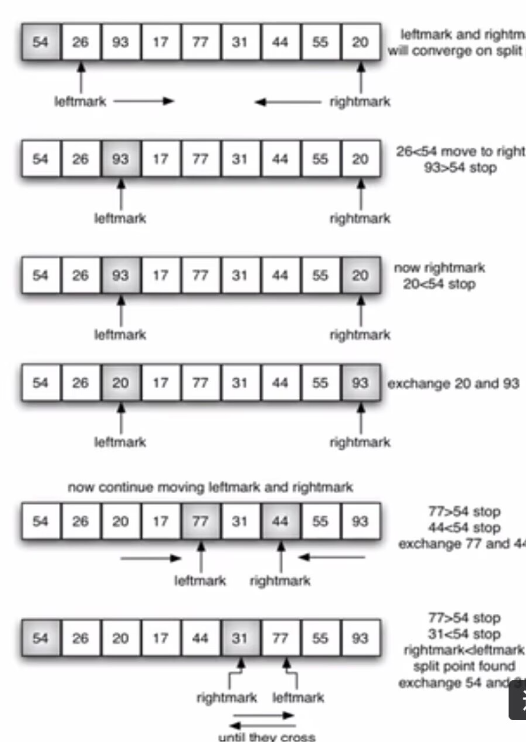 54 26 93 17 77 31 44 55 20
leftmark and rightm
will converge on split
leftmark
rightmark
54 26 93 17 77 31 44 55 20
26<54 move to right
93>54 stop
leftmark
rightmark
54 26 93 17 77 31 44 55 20
now rightmark
20<54 stop
leftmark
rightmark
54 26 20 17 77 31 44 55 93
exchange 20 and 93
leftmark
rightmark
now continue moving leftmark and rightmark
54 26 20 17 77 31 44 55 93
77>54 stop
44<54 stop
exchange 77 and 44
leftmark
rightmark
54 26 20 17 44 31 77 55 93
77>54 stop
31<54 stop
rightmark<leftmark
split point found
exchange 54 and
rightmark
leftmark
until they cross